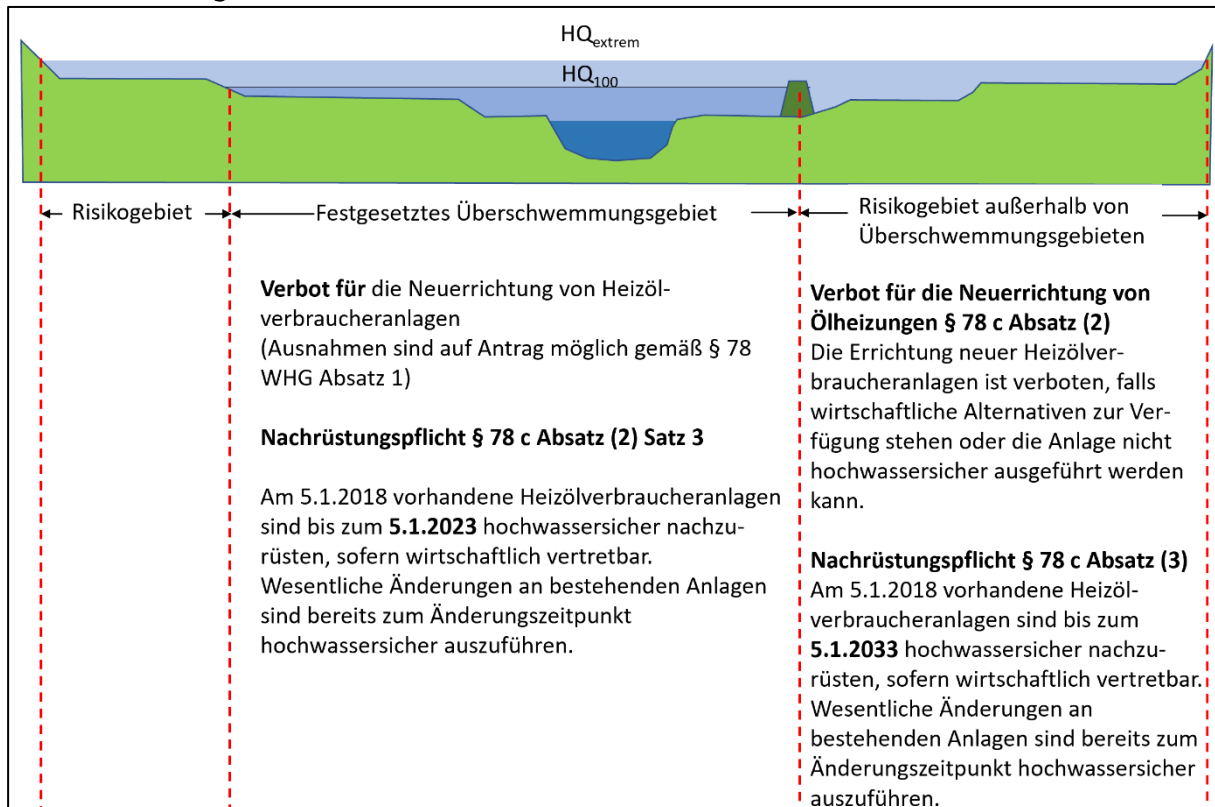 HQextrem
HQ100
Risikogebiet
Festgesetztes Überschwemmungsgebiet
Risikogebiet außerhalb von
Überschwemmungsgebieten
Verbot für die Neuerrichtung von Heizöl-
verbraucheranlagen
(Ausnahmen sind auf Antrag möglich gemäß § 78
WHG Absatz 1)
Nachrüstungspflicht § 78 c Absatz (2) Satz 3
Am 5.1.2018 vorhandene Heizölverbraucheranlagen
sind bis zum 5.1.2023 hochwassersicher nachzu-
rüsten, sofern wirtschaftlich vertretbar.
Wesentliche Änderungen an bestehenden Anlagen
sind bereits zum Änderungszeitpunkt
hochwassersicher auszuführen.
Verbot für die Neuerrichtung von
Ölheizungen § 78 c Absatz (2)
Die Errichtung neuer Heizölver-
braucheranlagen ist verboten, falls
wirtschaftliche Alternativen zur Ver-
fügung stehen oder die Anlage nicht
hochwassersicher ausgeführt werden
kann.
Nachrüstungspflicht § 78 c Absatz (3)
Am 5.1.2018 vorhandene Heizöl-
verbraucheranlagen sind bis zum
5.1.2033 hochwassersicher nachzu-
rüsten, sofern wirtschaftlich vertretbar.
Wesentliche Änderungen an
bestehenden Anlagen sind bereits zum
Änderungszeitpunkt hochwassersicher
auszuführen.